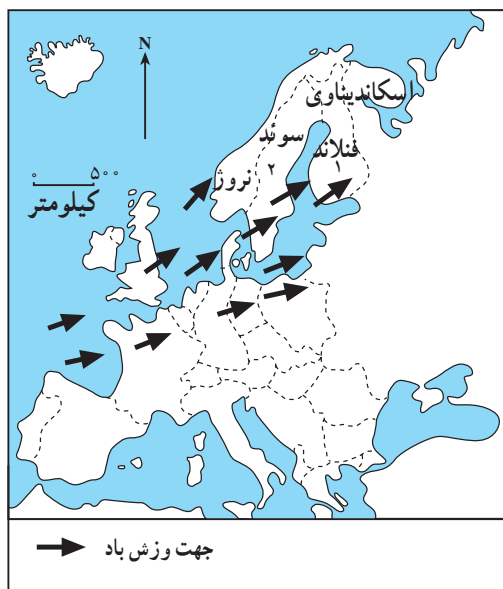 N
اسکاندیناوی
سوئد
۲
فنلاند
۱
نروژ
۵۰۰ ۰
کیلومتر
جهت وزش باد